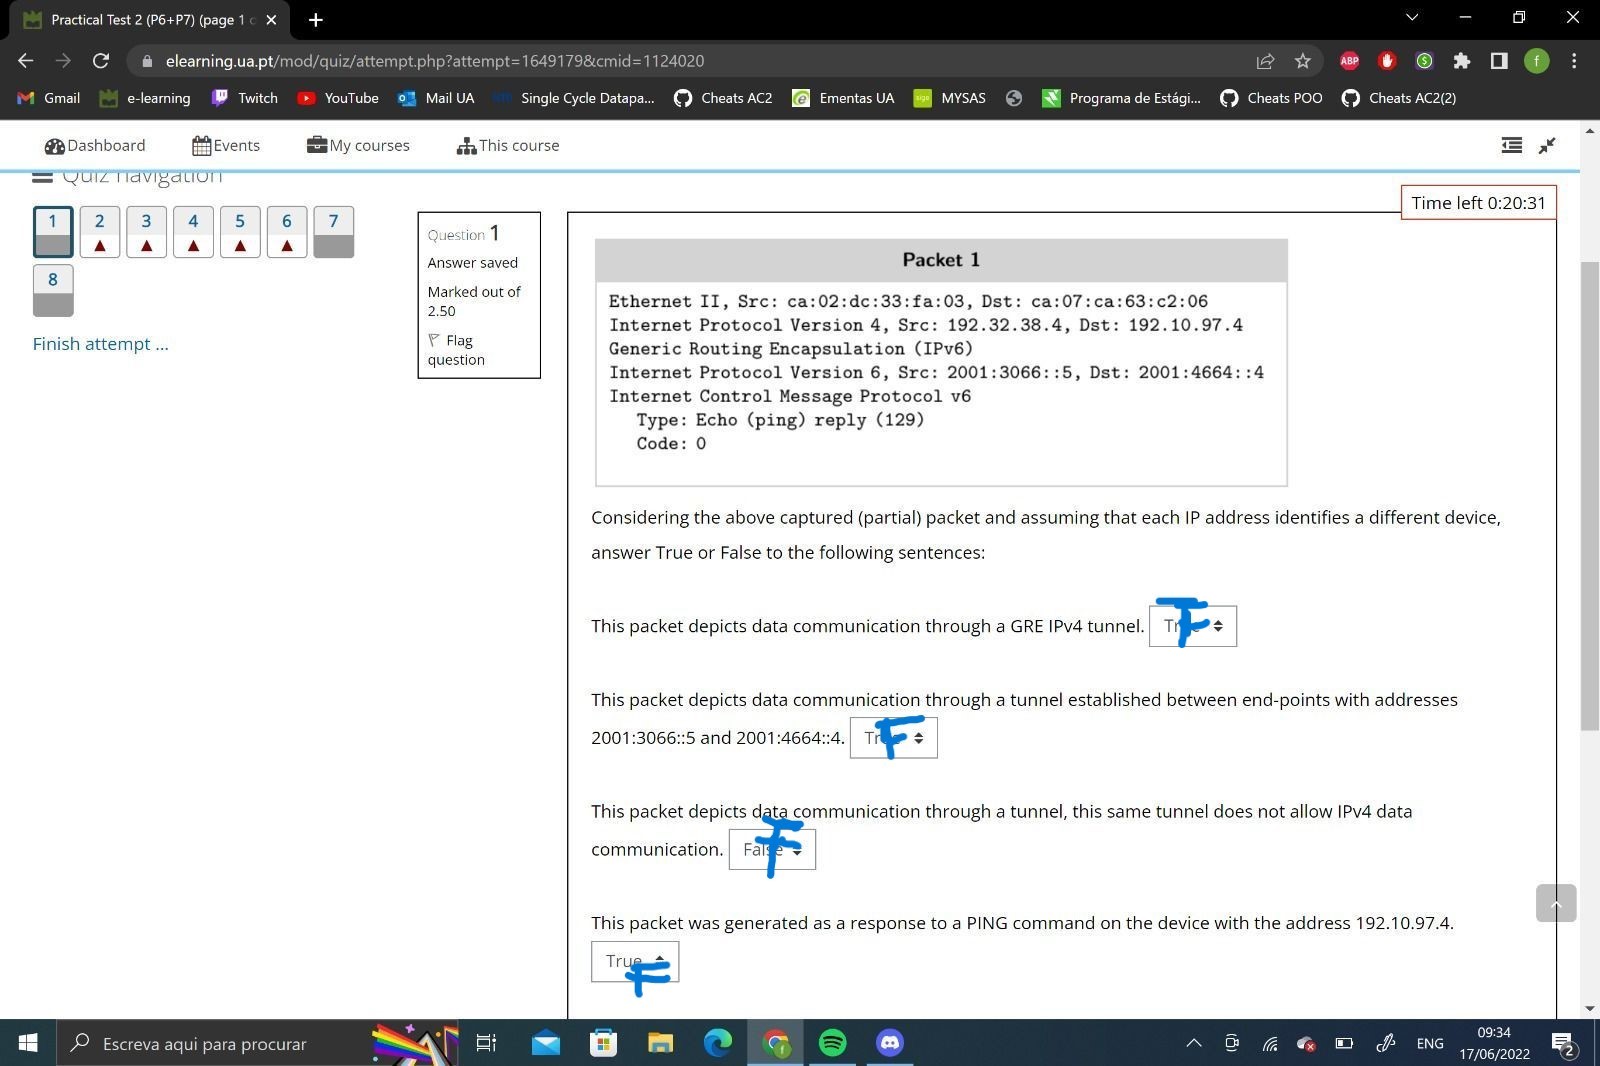 Practical Test 2 (P6+P7) (page 1
elearning.ua.pt/mod/quiz/attempt.php?attempt=1649179&cmid=1124020
ABP
f
Gmail e-learning Twitch YouTube Mail UA Single Cycle Datapa... Cheats AC2 Ementas UA MYSAS Programa de Estági... Cheats POO Cheats AC2(2)
Dashboard Events My courses This course
Quiz navigation
Time left 0:20:31
1 2 3 4 5 6 7
8
Finish attempt ...
Question 1
Answer saved
Marked out of
2.50
Flag
question
Packet 1
Ethernet II, Src: ca:02:dc:33:fa:03, Dst: ca:07:ca:63:c2:06
Internet Protocol Version 4, Src: 192.32.38.4, Dst: 192.10.97.4
Generic Routing Encapsulation (IPv6)
Internet Protocol Version 6, Src: 2001:3066::5, Dst: 2001:4664::4
Internet Control Message Protocol v6
Type: Echo (ping) reply (129)
Code: 0
Considering the above captured (partial) packet and assuming that each IP address identifies a different device,
answer True or False to the following sentences:
This packet depicts data communication through a GRE IPv4 tunnel. True F
This packet depicts data communication through a tunnel established between end-points with addresses
2001:3066::5 and 2001:4664::4. True F
This packet depicts data communication through a tunnel, this same tunnel does not allow IPv4 data
communication. False F
This packet was generated as a response to a PING command on the device with the address 192.10.97.4.
True F
Escreva aqui para procurar
ENG
09:34
17/06/2022
2